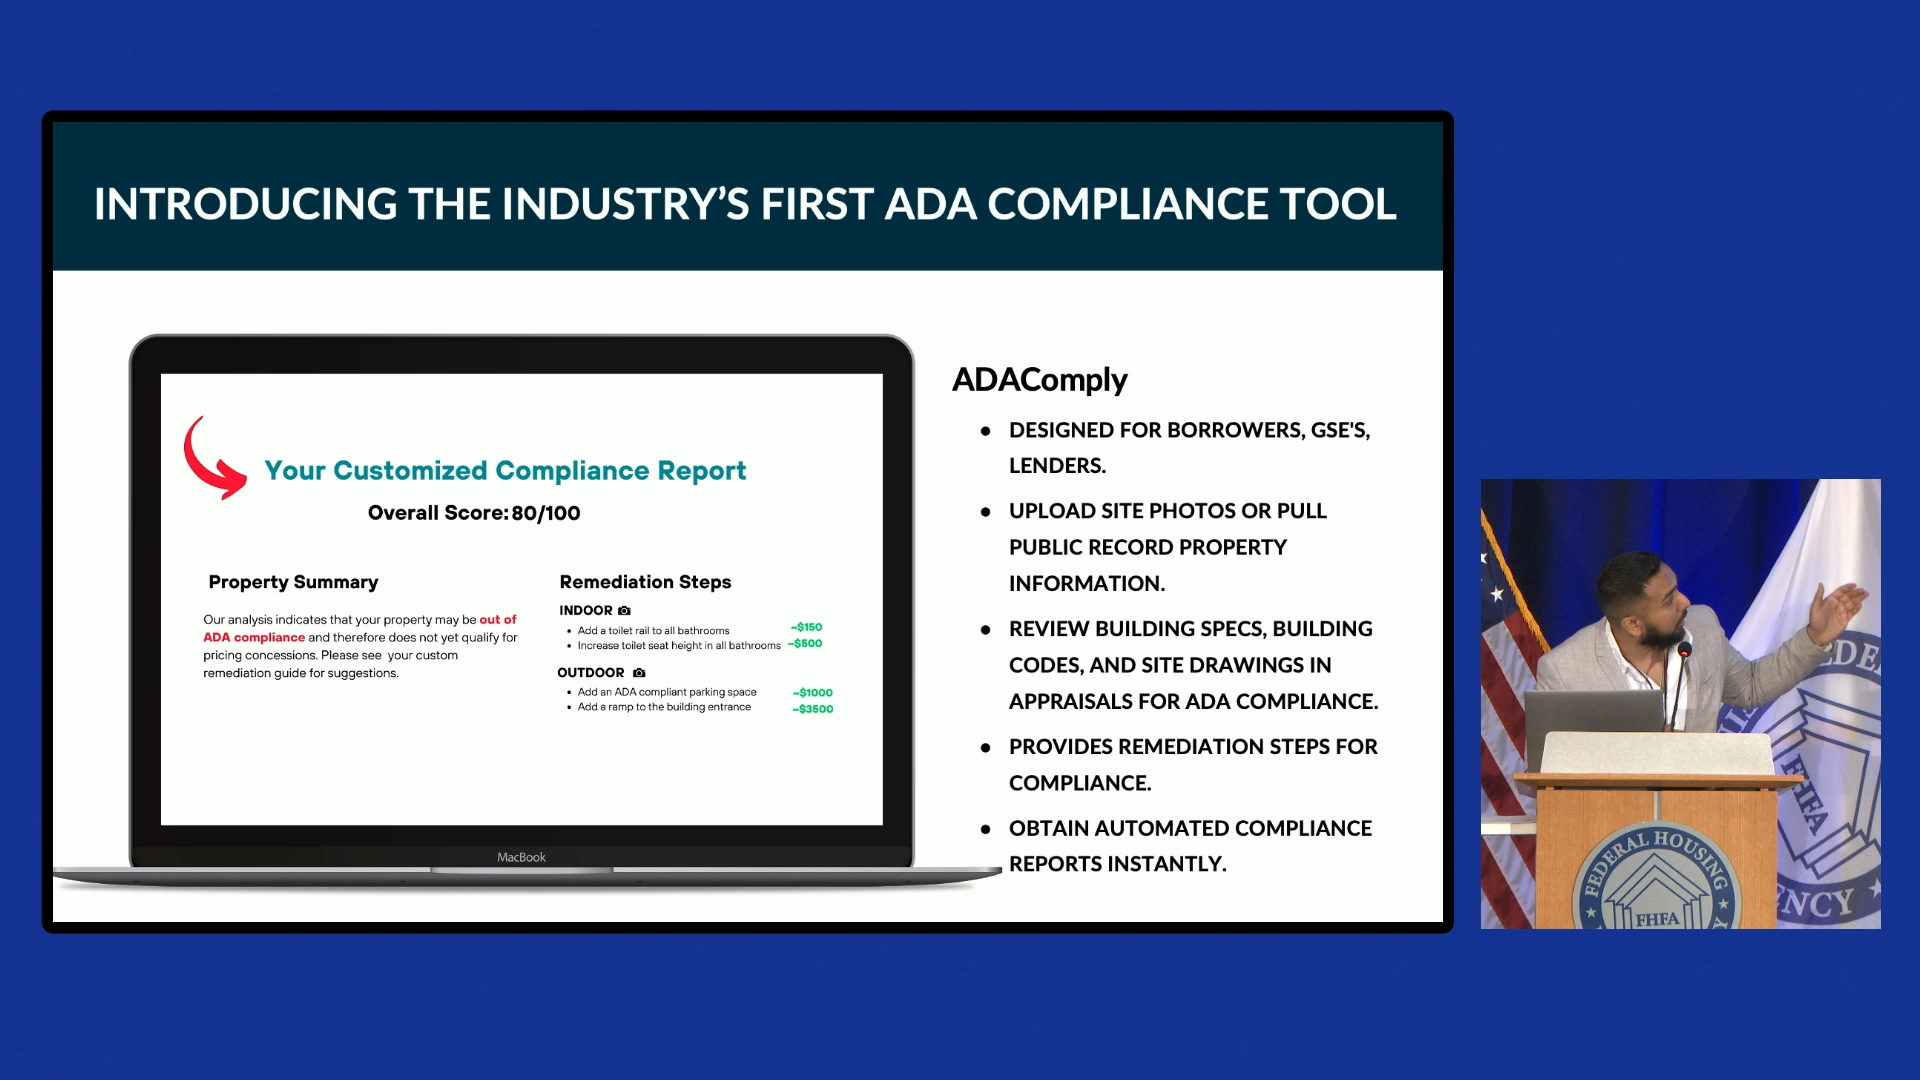 INTRODUCING THE INDUSTRY’S FIRST ADA COMPLIANCE TOOL
Your Customized Compliance Report
Overall Score: 80/100
Property Summary
Our analysis indicates that your property may be out of
ADA compliance and therefore does not yet qualify for
pricing concessions. Please see your custom
remediation guide for suggestions.
Remediation Steps
INDOOR
• Add a toilet rail to all bathrooms ~$150
• Increase toilet seat height in all bathrooms ~$500
OUTDOOR
• Add an ADA compliant parking space ~$1000
• Add a ramp to the building entrance ~$3500
MacBook
ADAComply
• DESIGNED FOR BORROWERS, GSE'S,
LENDERS.
• UPLOAD SITE PHOTOS OR PULL
PUBLIC RECORD PROPERTY
INFORMATION.
• REVIEW BUILDING SPECS, BUILDING
CODES, AND SITE DRAWINGS IN
APPRAISALS FOR ADA COMPLIANCE.
• PROVIDES REMEDIATION STEPS FOR
COMPLIANCE.
• OBTAIN AUTOMATED COMPLIANCE
REPORTS INSTANTLY.
FHFA
FEDERAL HOUSING
FHFA